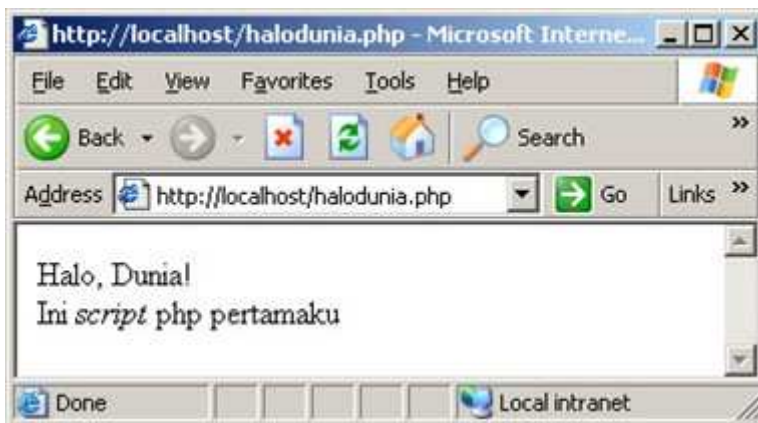 http://localhost/halodunia.php - Microsoft Interne...
File Edit View Favorites Tools Help
Back Search »
Address http://localhost/halodunia.php Go Links »
Halo, Dunia!
Ini script php pertamaku
Done Local intranet